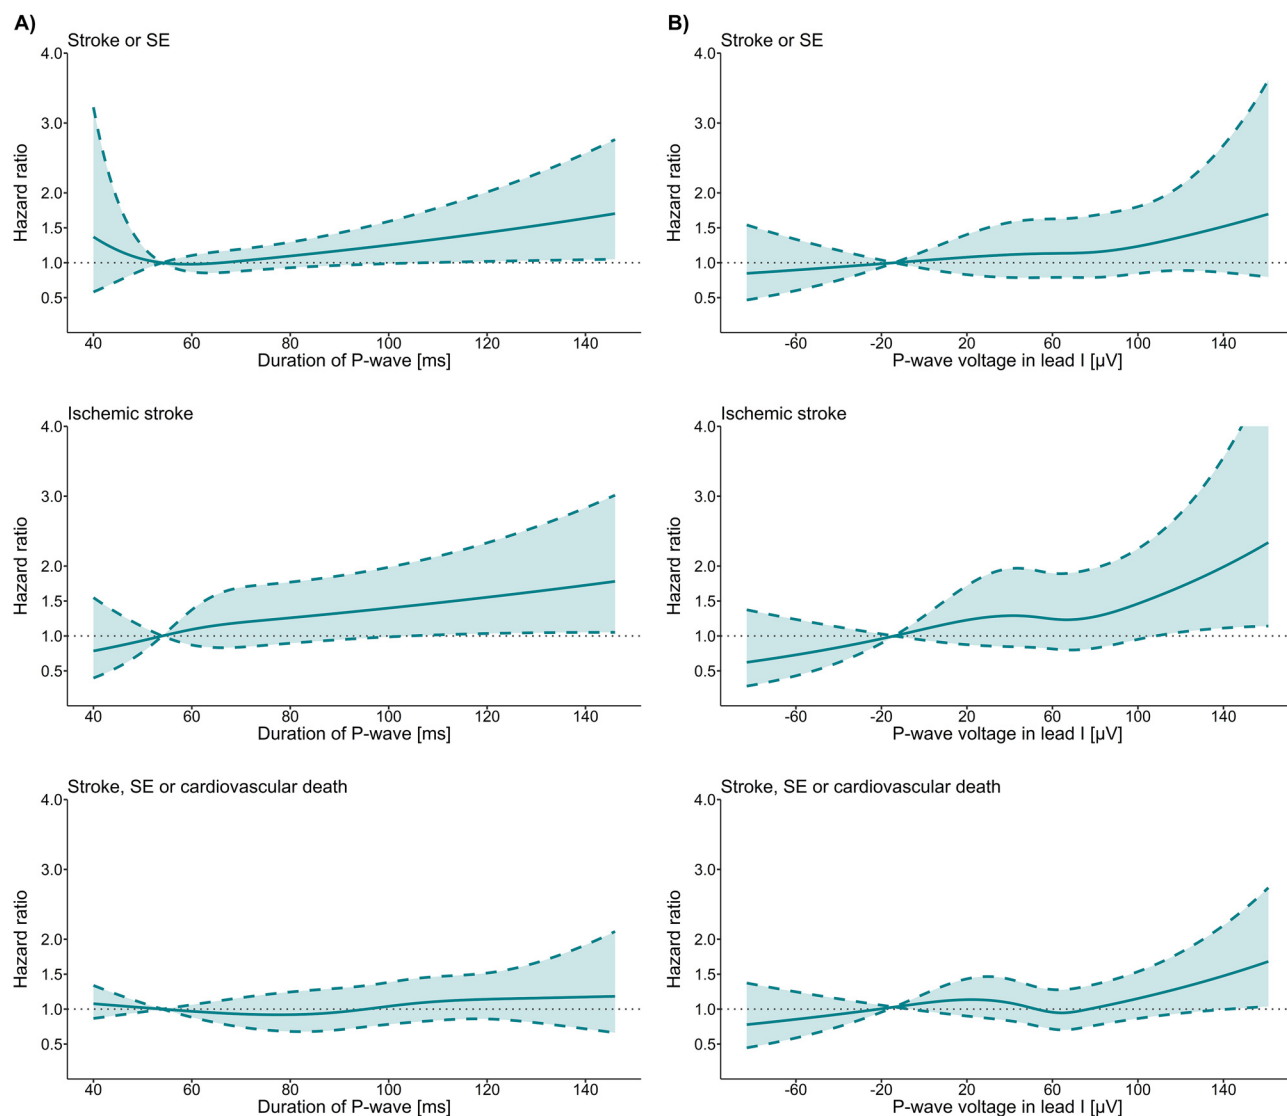 A)
Stroke or SE
4.0
3.0
2.0
1.5
1.0
0.5
Hazard ratio
40 60 80 100 120 140
Duration of P-wave [ms]
B)
Stroke or SE
4.0
3.0
2.0
1.5
1.0
0.5
Hazard ratio
-60 -20 20 60 100 140
P-wave voltage in lead I [µV]
Ischemic stroke
4.0
3.0
2.0
1.5
1.0
0.5
Hazard ratio
40 60 80 100 120 140
Duration of P-wave [ms]
Ischemic stroke
4.0
3.0
2.0
1.5
1.0
0.5
Hazard ratio
-60 -20 20 60 100 140
P-wave voltage in lead I [µV]
Stroke, SE or cardiovascular death
4.0
3.0
2.0
1.5
1.0
0.5
Hazard ratio
40 60 80 100 120 140
Duration of P-wave [ms]
Stroke, SE or cardiovascular death
4.0
3.0
2.0
1.5
1.0
0.5
Hazard ratio
-60 -20 20 60 100 140
P-wave voltage in lead I [µV]